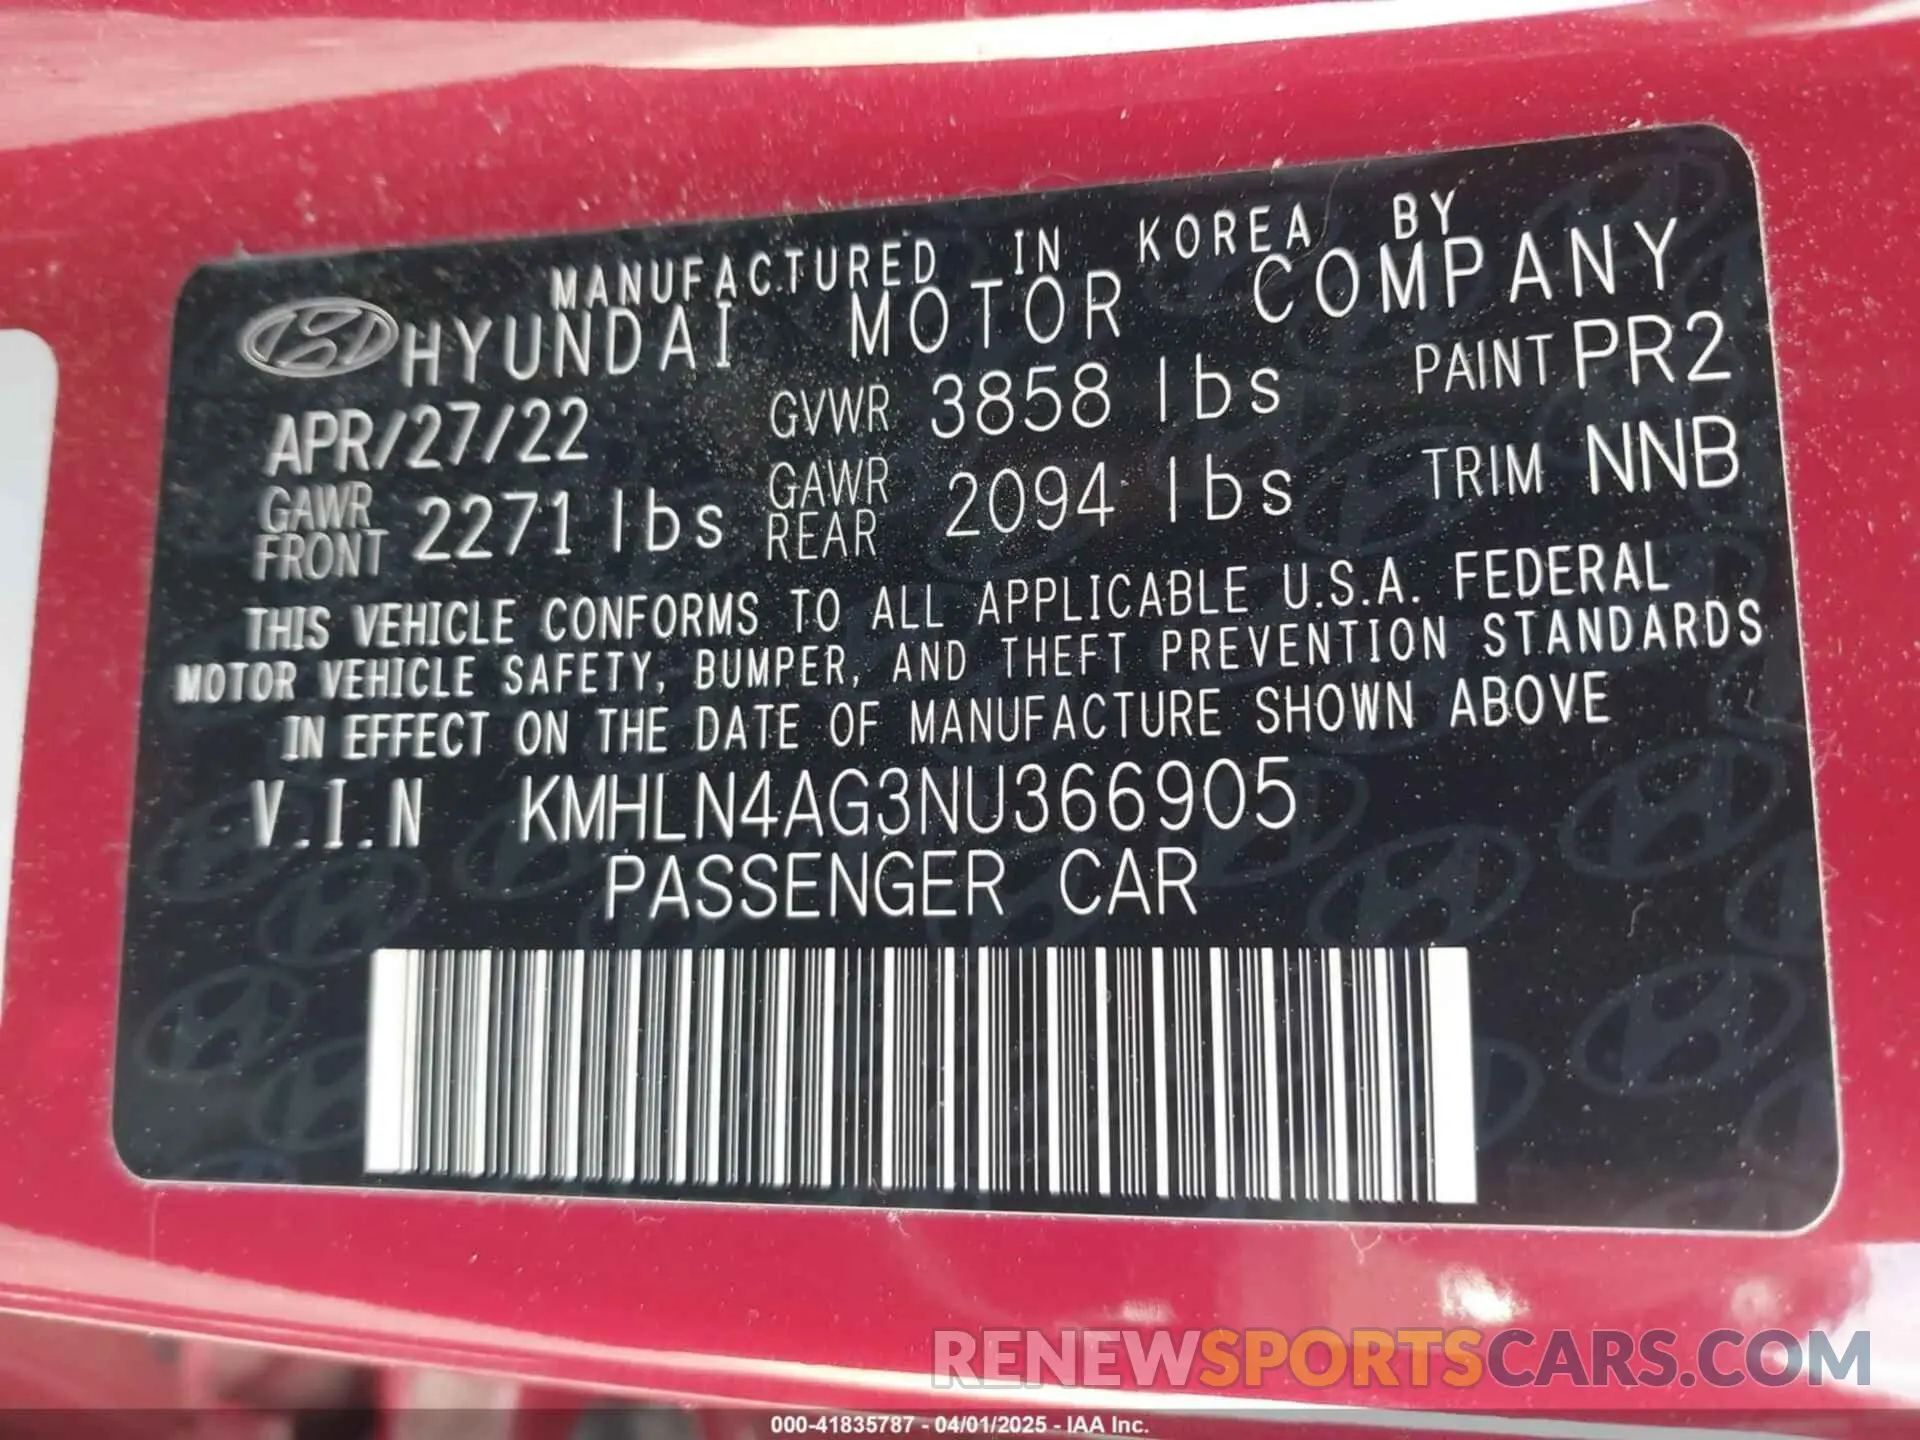 MANUFACTURED IN KOREA BY
HYUNDAI MOTOR COMPANY
APR/27/22 GVWR 3858 lbs PAINT PR2
GAWR FRONT 2271 lbs GAWR REAR 2094 lbs TRIM NNB
THIS VEHICLE CONFORMS TO ALL APPLICABLE U.S.A. FEDERAL
MOTOR VEHICLE SAFETY, BUMPER, AND THEFT PREVENTION STANDARDS
IN EFFECT ON THE DATE OF MANUFACTURE SHOWN ABOVE
V.I.N KMHLN4AG3NU366905
PASSENGER CAR
RENEWSPORTSCARS.COM
000-41835787 - 04/01/2025 - IAA Inc.